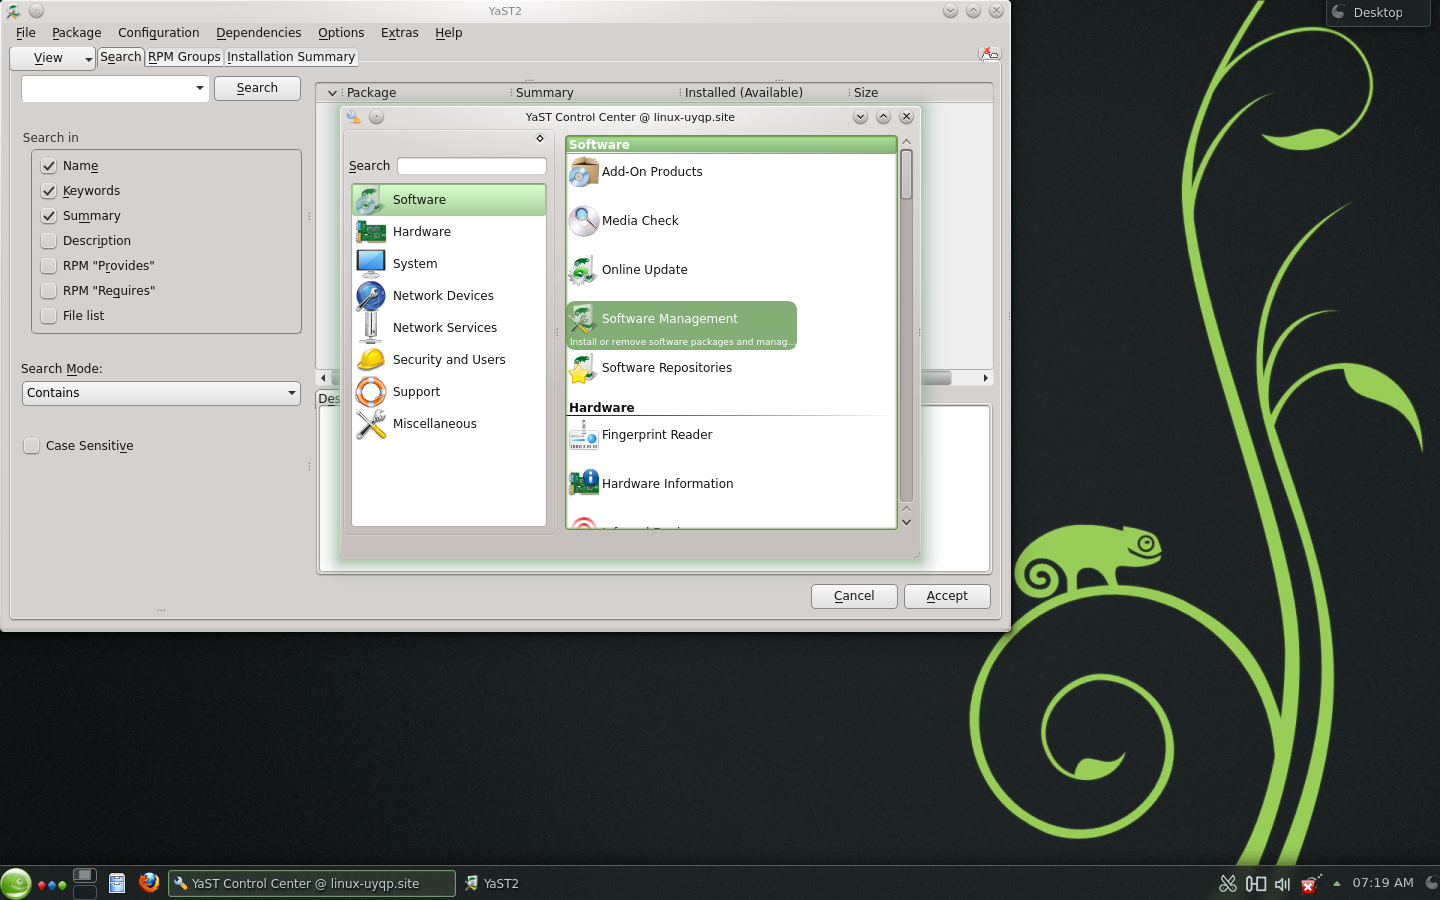 YaST2
Desktop
File Package Configuration Dependencies Options Extras Help
View Search RPM Groups Installation Summary
Search
Package Summary Installed (Available) Size
Search in
Name
Keywords
Summary
Description
RPM "Provides"
RPM "Requires"
File list
Search Mode:
Contains
Case Sensitive
Des
YaST Control Center @ linux-uyqp.site
Search
Software
Hardware
System
Network Devices
Network Services
Security and Users
Support
Miscellaneous
Software
Add-On Products
Media Check
Online Update
Software Management
Install or remove software packages and manag...
Software Repositories
Hardware
Fingerprint Reader
Hardware Information
Cancel Accept
YaST Control Center @ linux-uyqp.site YaST2 07:19 AM